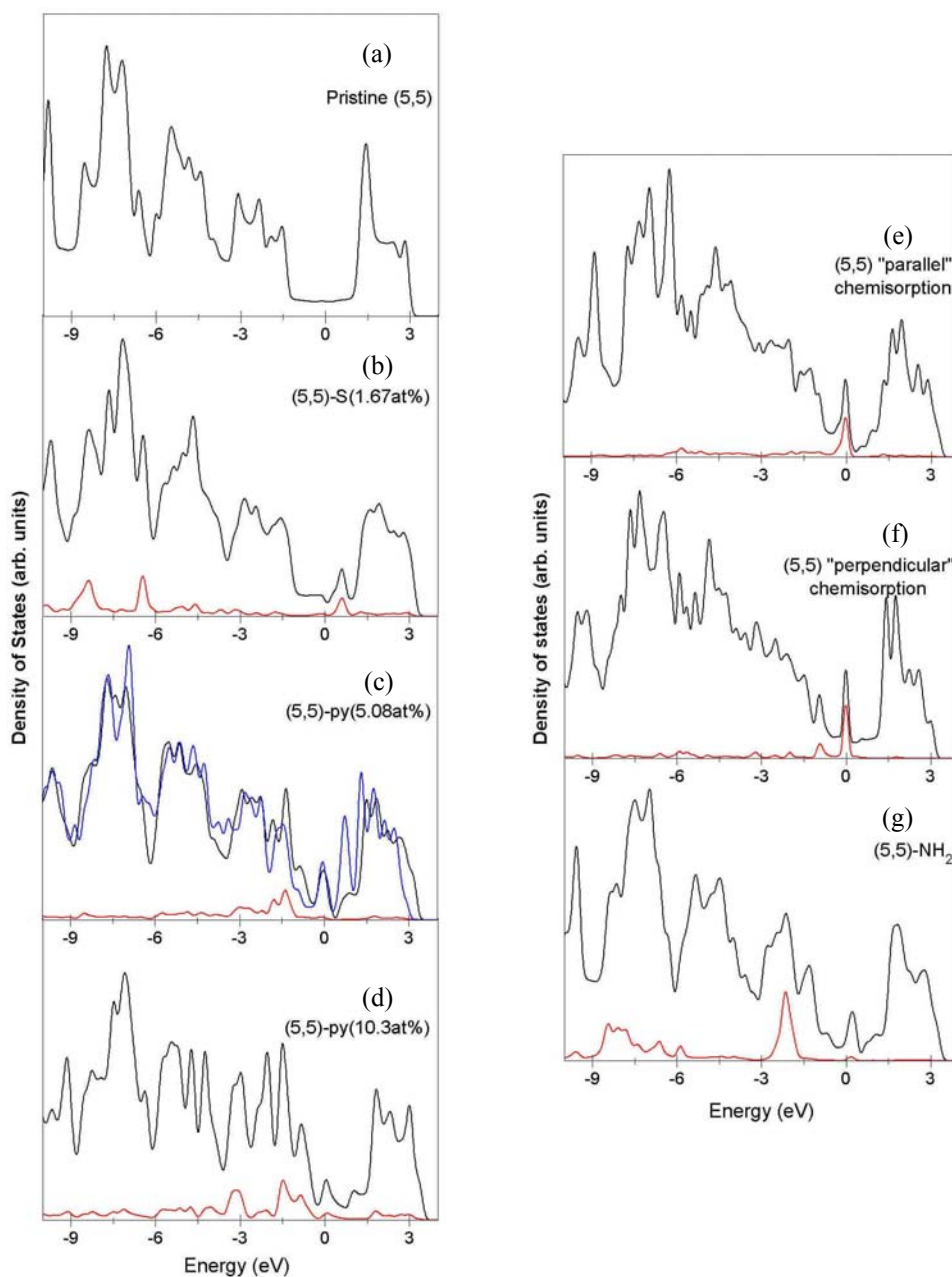 (a)
Pristine (5,5)
-9 -6 -3 0 3
(b)
(5,5)-S(1.67at%)
-9 -6 -3 0 3
(c)
(5,5)-py(5.08at%)
-9 -6 -3 0 3
(d)
(5,5)-py(10.3at%)
-9 -6 -3 0 3
Energy (eV)
Density of States (arb. units)
(e)
(5,5) "parallel"
chemisorption
-9 -6 -3 0 3
(f)
(5,5) "perpendicular"
chemisorption
-9 -6 -3 0 3
(g)
(5,5)-NH2
-9 -6 -3 0 3
Energy (eV)
Density of states (arb. units)